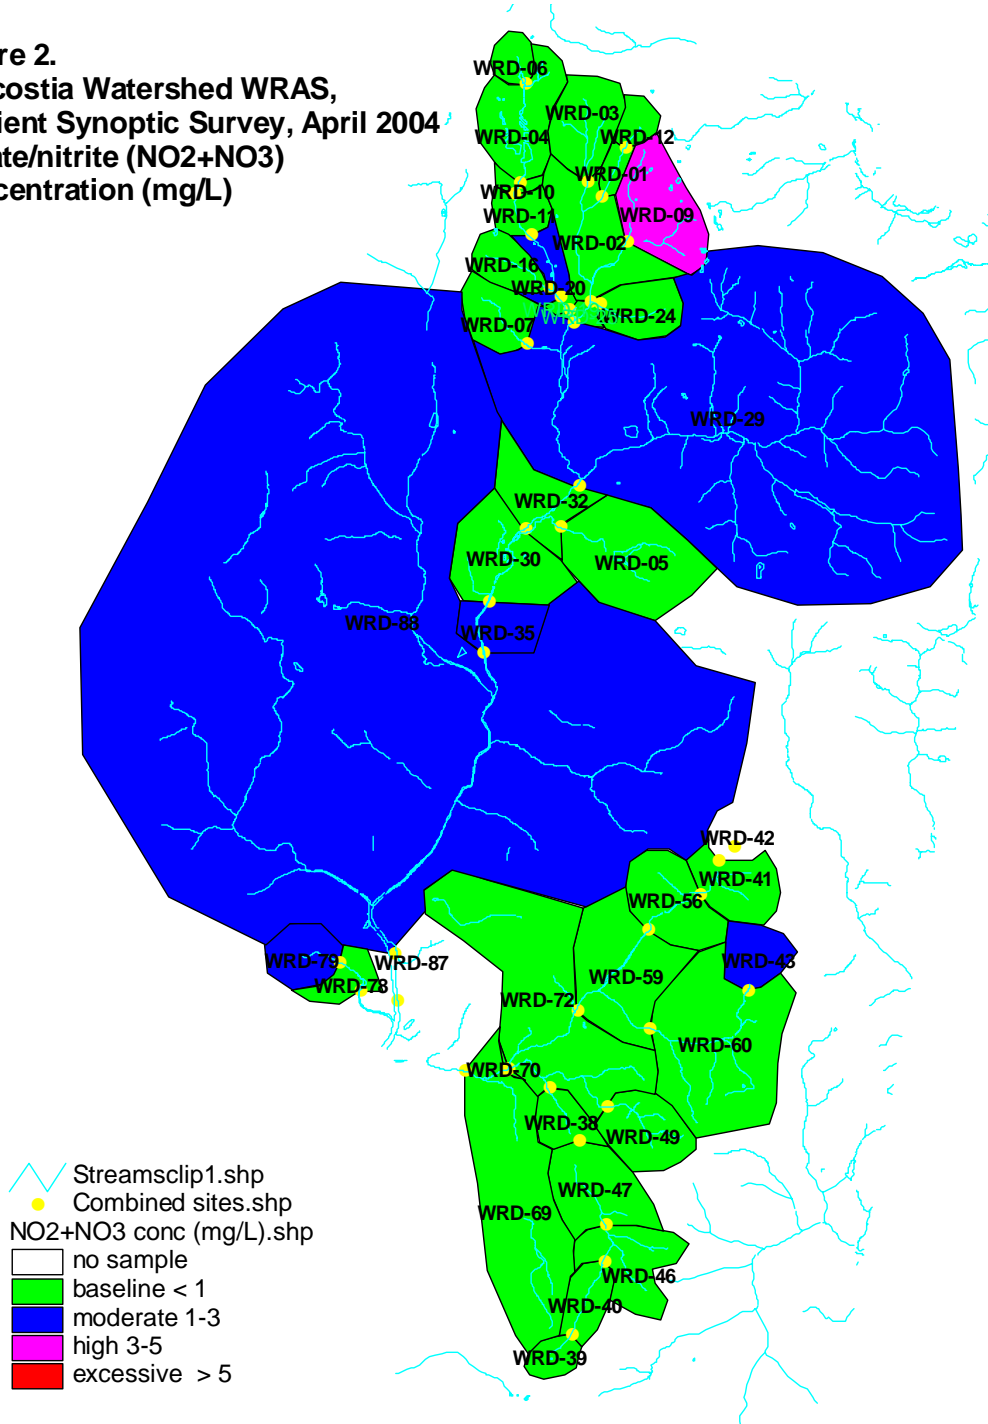 re 2.
costia Watershed WRAS,
ient Synoptic Survey, April 2004
ate/nitrite (NO2+NO3)
centration (mg/L)
WRD-06
WRD-03
WRD-04
WRD-12
WRD-01
WRD-10
WRD-09
WRD-11
WRD-02
WRD-16
WRD-20
WRD-24
WRD-07
WRD-29
WRD-32
WRD-30
WRD-05
WRD-88
WRD-35
WRD-42
WRD-41
WRD-56
WRD-79
WRD-87
WRD-43
WRD-59
WRD-73
WRD-72
WRD-60
WRD-70
WRD-38
WRD-49
WRD-47
WRD-69
WRD-46
WRD-40
WRD-39
Streamsclip1.shp
Combined sites.shp
NO2+NO3 conc (mg/L).shp
no sample
baseline < 1
moderate 1-3
high 3-5
excessive > 5